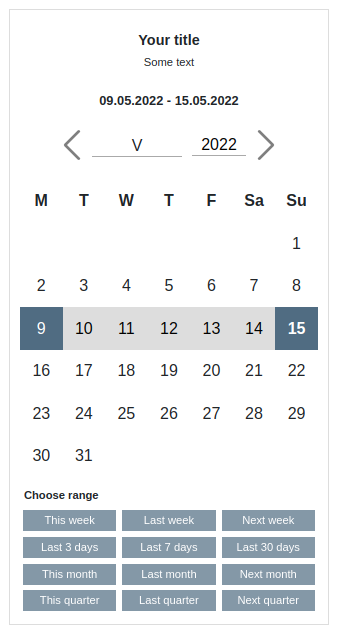 Your title
Some text
09.05.2022 - 15.05.2022
V 2022
M T W T F Sa Su
1
2 3 4 5 6 7 8
9 10 11 12 13 14 15
16 17 18 19 20 21 22
23 24 25 26 27 28 29
30 31
Choose range
This week Last week Next week
Last 3 days Last 7 days Last 30 days
This month Last month Next month
This quarter Last quarter Next quarter